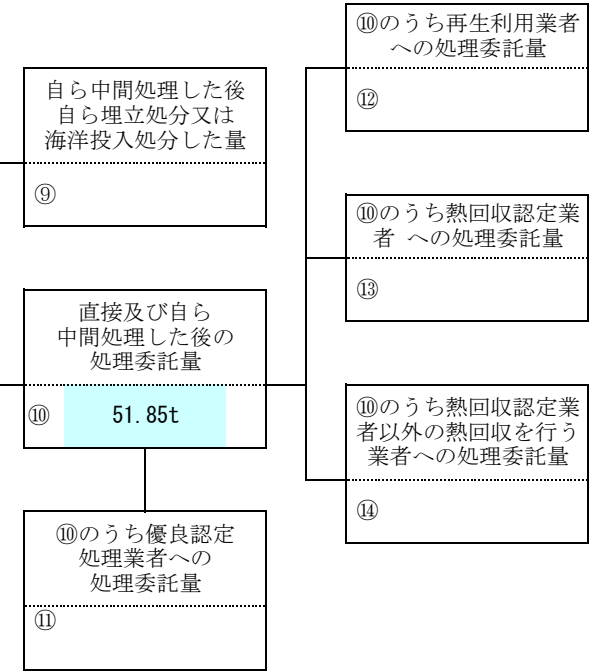 自ら中間処理した後
自ら埋立処分又は
海洋投入処分した量
⑨
直接及び自ら
中間処理した後の
処理委託量
⑩ 51.85t
⑩のうち優良認定
処理業者への
処理委託量
⑪
⑩のうち再生利用業者
への処理委託量
⑫
⑩のうち熱回収認定業
者 への処理委託量
⑬
⑩のうち熱回収認定業
者以外の熱回収を行う
業者への処理委託量
⑭